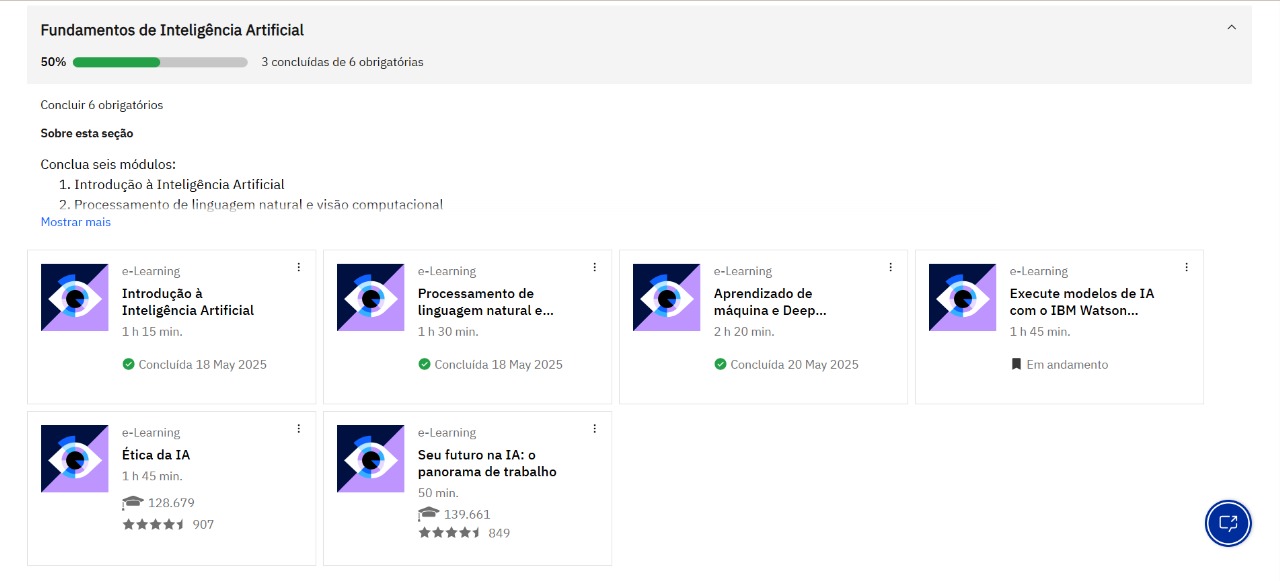 Fundamentos de Inteligência Artificial
50% 3 concluídas de 6 obrigatórias
Concluir 6 obrigatórios
Sobre esta seção
Conclua seis módulos:
1. Introdução à Inteligência Artificial
2. Processamento de linguagem natural e visão computacional
Mostrar mais
e-Learning
Introdução à
Inteligência Artificial
1 h 15 min.
Concluída 18 May 2025
e-Learning
Processamento de
linguagem natural e...
1 h 30 min.
Concluída 18 May 2025
e-Learning
Aprendizado de
máquina e Deep...
2 h 20 min.
Concluída 20 May 2025
e-Learning
Execute modelos de IA
com o IBM Watson...
1 h 45 min.
Em andamento
e-Learning
Ética da IA
1 h 45 min.
128.679
907
e-Learning
Seu futuro na IA: o
panorama de trabalho
50 min.
139.661
849